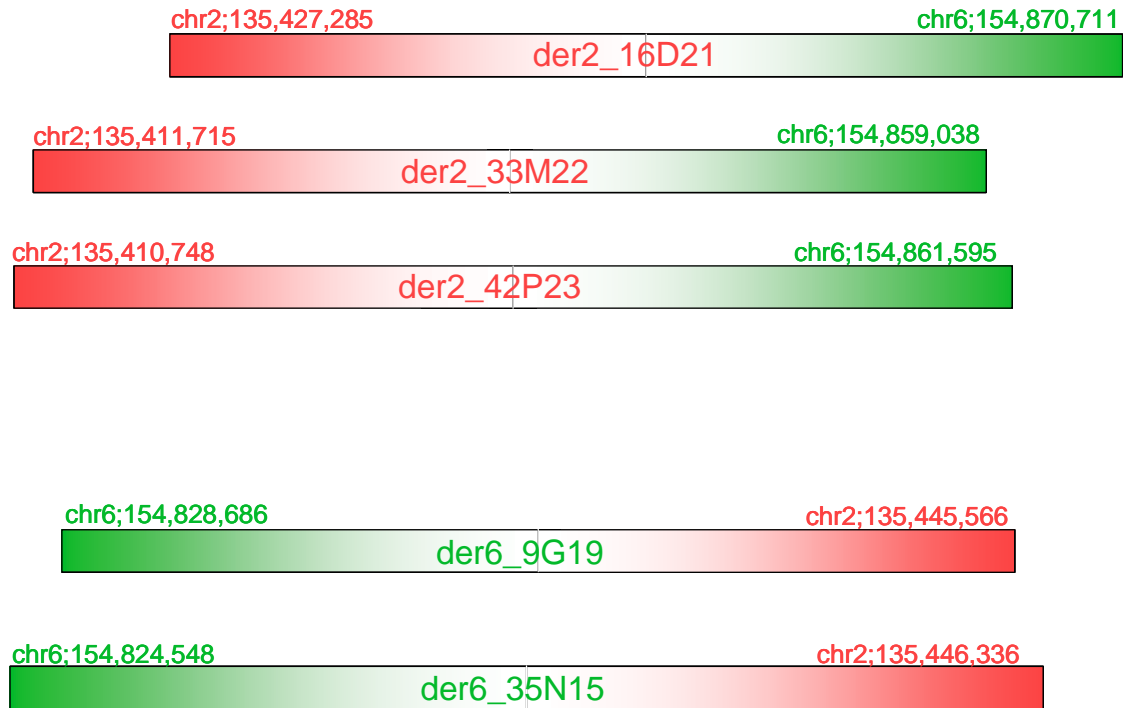 chr2;135,427,285 chr6;154,870,711
der2_16D21
chr2;135,411,715 chr6;154,859,038
der2_33M22
chr2;135,410,748 chr6;154,861,595
der2_42P23
chr6;154,828,686 chr2;135,445,566
der6_9G19
chr6;154,824,548 chr2;135,446,336
der6_35N15